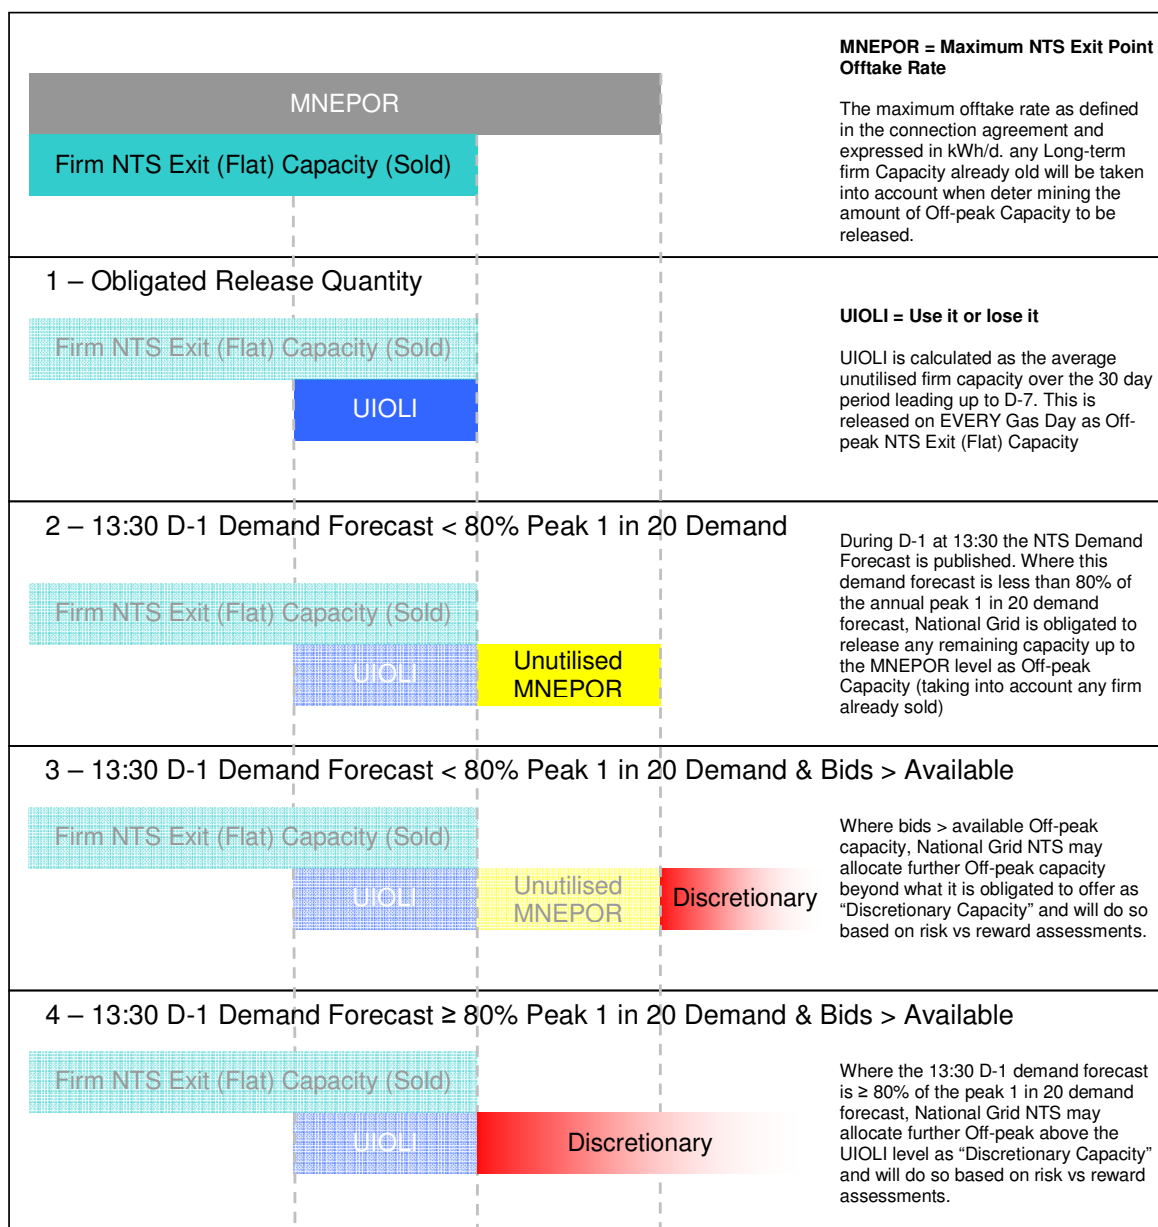 MNEPOR
Firm NTS Exit (Flat) Capacity (Sold)
MNEPOR = Maximum NTS Exit Point
Offtake Rate
The maximum offtake rate as defined
in the connection agreement and
expressed in kWh/d. any Long-term
firm Capacity already old will be taken
into account when deter mining the
amount of Off-peak Capacity to be
released.
1 – Obligated Release Quantity
Firm NTS Exit (Flat) Capacity (Sold)
UIOLI
UIOLI = Use it or lose it
UIOLI is calculated as the average
unutilised firm capacity over the 30 day
period leading up to D-7. This is
released on EVERY Gas Day as Off-
peak NTS Exit (Flat) Capacity
2 – 13:30 D-1 Demand Forecast < 80% Peak 1 in 20 Demand
Firm NTS Exit (Flat) Capacity (Sold)
UIOLI
Unutilised
MNEPOR
During D-1 at 13:30 the NTS Demand
Forecast is published. Where this
demand forecast is less than 80% of
the annual peak 1 in 20 demand
forecast, National Grid is obligated to
release any remaining capacity up to
the MNEPOR level as Off-peak
Capacity (taking into account any firm
already sold)
3 – 13:30 D-1 Demand Forecast < 80% Peak 1 in 20 Demand & Bids > Available
Firm NTS Exit (Flat) Capacity (Sold)
UIOLI
Unutilised
MNEPOR
Discretionary
Where bids > available Off-peak
capacity, National Grid NTS may
allocate further Off-peak capacity
beyond what it is obligated to offer as
“Discretionary Capacity” and will do so
based on risk vs reward assessments.
4 – 13:30 D-1 Demand Forecast ≥ 80% Peak 1 in 20 Demand & Bids > Available
Firm NTS Exit (Flat) Capacity (Sold)
UIOLI
Discretionary
Where the 13:30 D-1 demand forecast
is ≥ 80% of the peak 1 in 20 demand
forecast, National Grid NTS may
allocate further Off-peak above the
UIOLI level as “Discretionary Capacity”
and will do so based on risk vs reward
assessments.